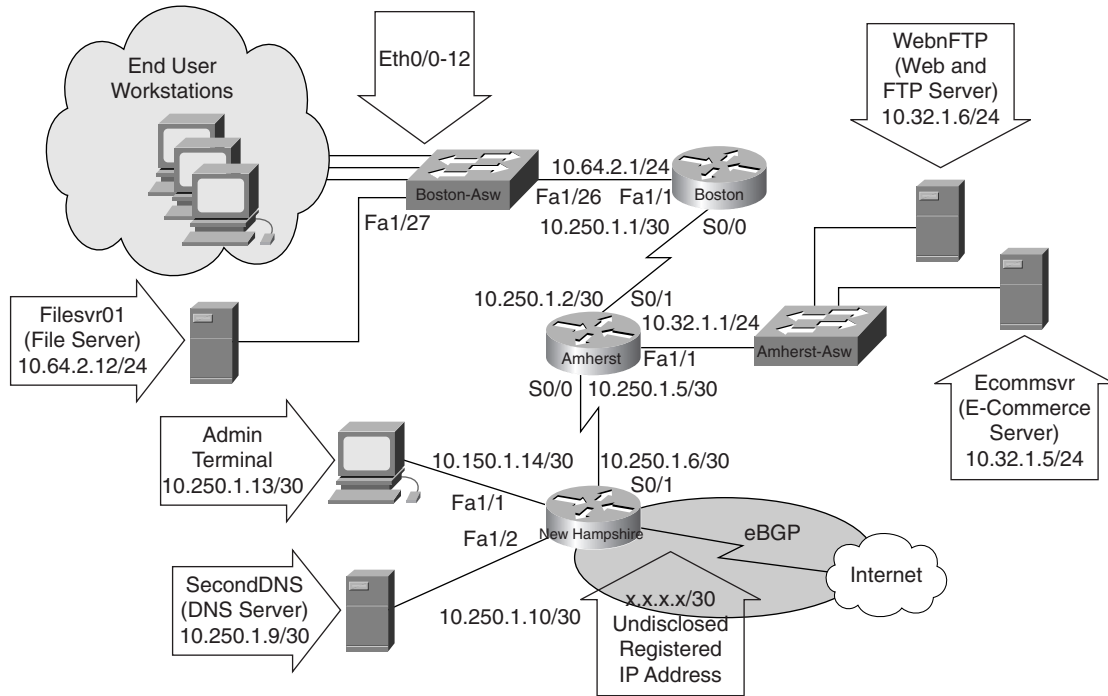 End User
Workstations
Eth0/0-12
WebnFTP
(Web and
FTP Server)
10.32.1.6/24
Boston-Asw
10.64.2.1/24
Fa1/26
Fa1/1
Boston
Fa1/27
10.250.1.1/30
S0/0
Filesvr01
(File Server)
10.64.2.12/24
10.250.1.2/30
S0/1
10.32.1.1/24
Amherst
Fa1/1
Amherst-Asw
S0/0
10.250.1.5/30
Ecommsvr
(E-Commerce
Server)
10.32.1.5/24
Admin
Terminal
10.250.1.13/30
10.150.1.14/30
10.250.1.6/30
Fa1/1
S0/1
Fa1/2
New Hampshire
eBGP
Internet
SecondDNS
(DNS Server)
10.250.1.9/30
10.250.1.10/30
x.x.x.x/30
Undisclosed
Registered
IP Address